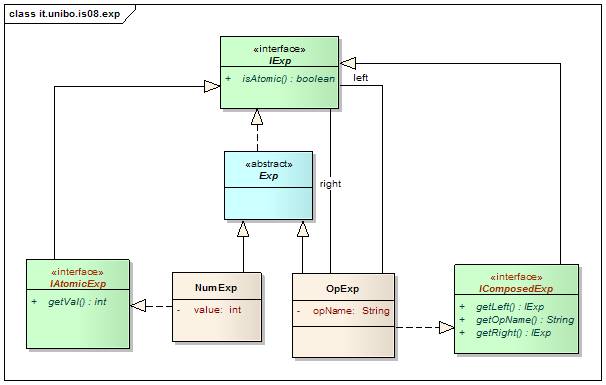 class it.unibo.is08.exp
«interface»
IExp
+ isAtomic() : boolean
left
«abstract»
Exp
right
«interface»
IAtomicExp
+ getVal() : int
NumExp
- value: int
OpExp
- opName: String
«interface»
IComposedExp
+ getLeft() : IExp
+ getOpName() : String
+ getRight() : IExp